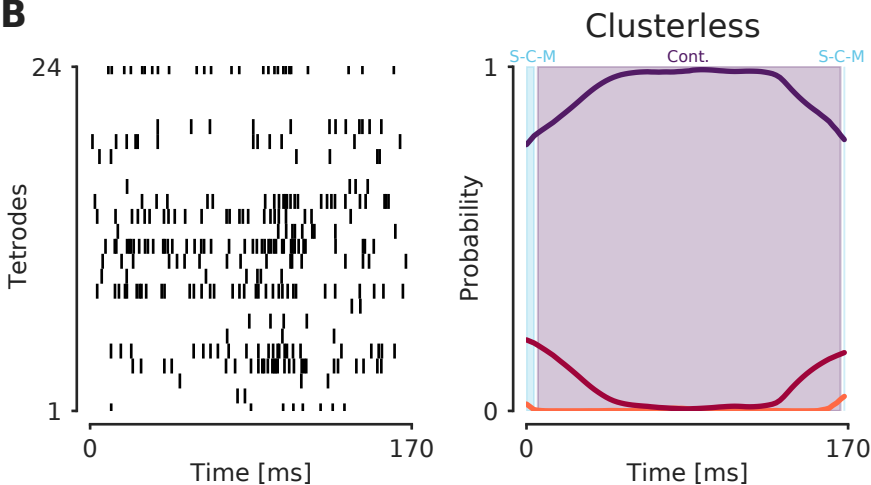 B
Clusterless
S-C-M Cont. S-C-M
24
1
Tetrodes
0 170
Time [ms]
1
0
Probability
0 170
Time [ms]